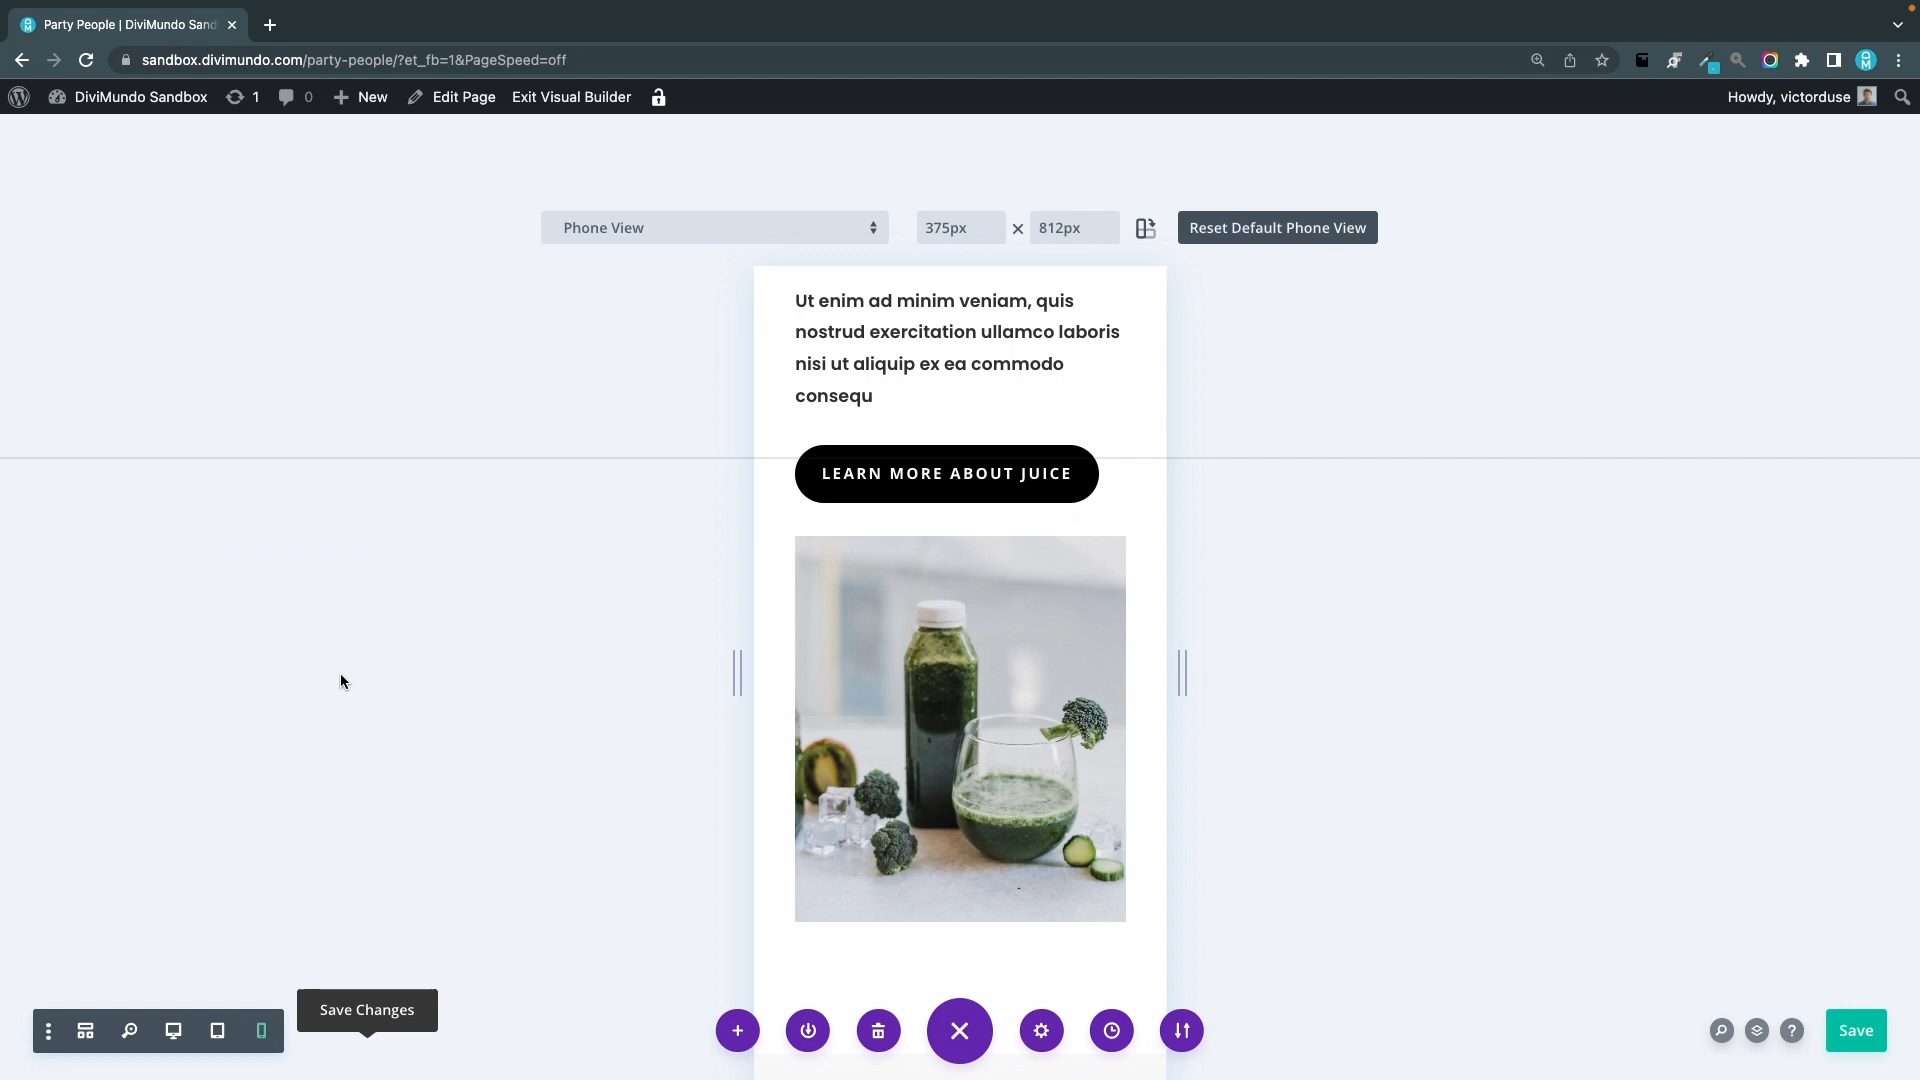 Party People | DiviMundo Sand
sandbox.divimundo.com/party-people/?et_fb=1&PageSpeed=off
DiviMundo Sandbox 1 0 New Edit Page Exit Visual Builder Howdy, victorduse
Phone View 375px × 812px Reset Default Phone View
Ut enim ad minim veniam, quis
nostrud exercitation ullamco laboris
nisi ut aliquip ex ea commodo
consequ
LEARN MORE ABOUT JUICE
Save Changes
? Save